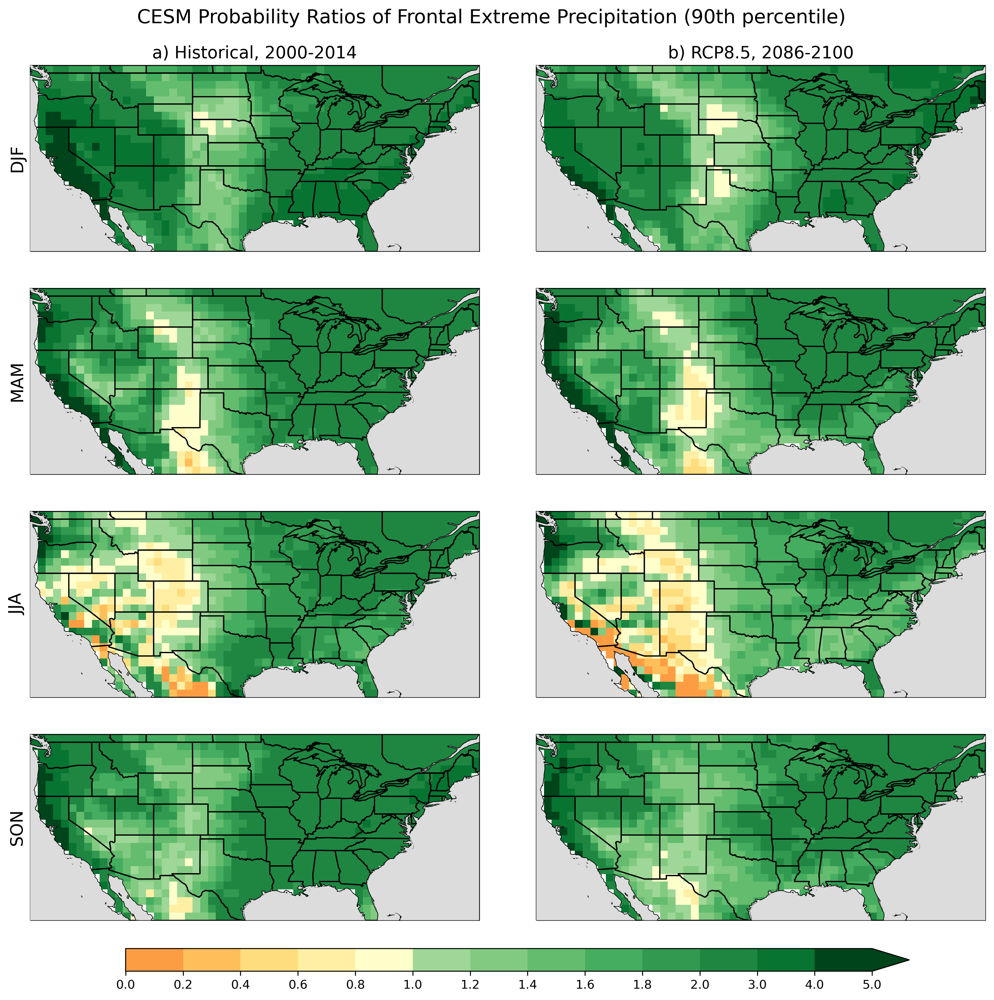 CESM Probability Ratios of Frontal Extreme Precipitation (90th percentile)
a) Historical, 2000-2014
b) RCP8.5, 2086-2100
DJF
MAM
JJA
SON
0.0 0.2 0.4 0.6 0.8 1.0 1.2 1.4 1.6 1.8 2.0 3.0 4.0 5.0